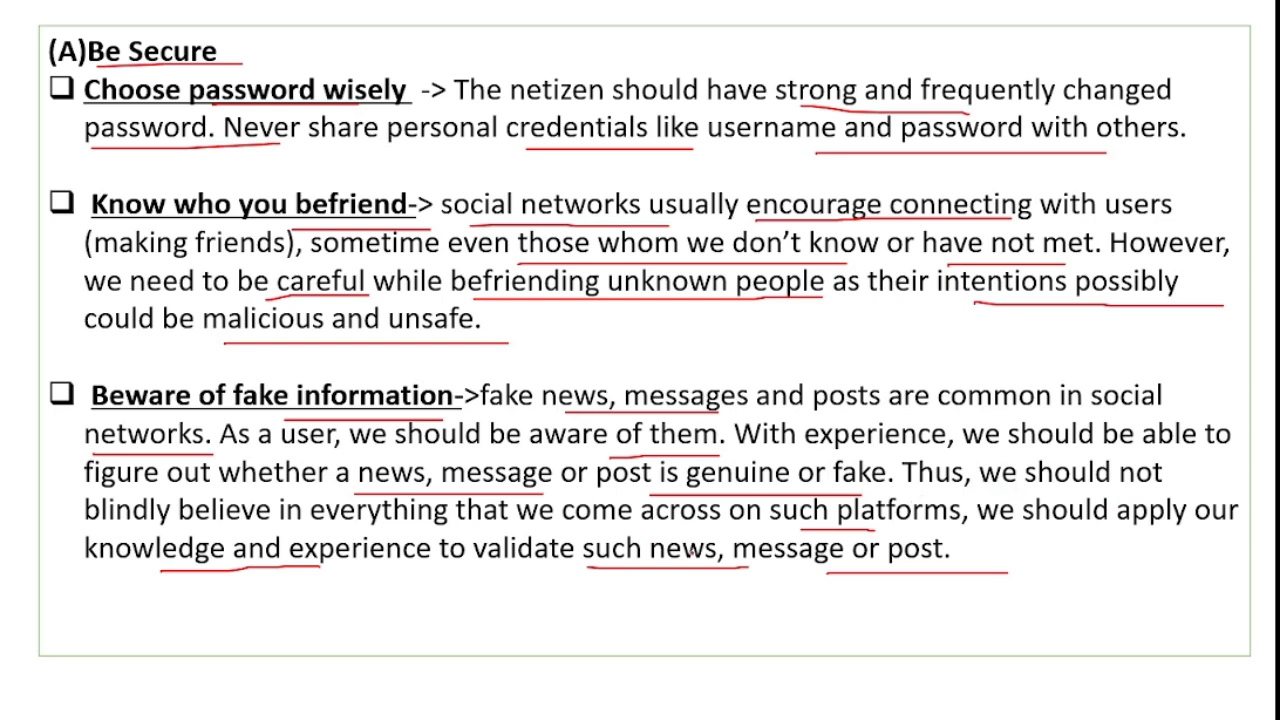 (A)Be Secure
❑ Choose password wisely -> The netizen should have strong and frequently changed
password. Never share personal credentials like username and password with others.
❑ Know who you befriend-> social networks usually encourage connecting with users
(making friends), sometime even those whom we don’t know or have not met. However,
we need to be careful while befriending unknown people as their intentions possibly
could be malicious and unsafe.
❑ Beware of fake information->fake news, messages and posts are common in social
networks. As a user, we should be aware of them. With experience, we should be able to
figure out whether a news, message or post is genuine or fake. Thus, we should not
blindly believe in everything that we come across on such platforms, we should apply our
knowledge and experience to validate such news, message or post.